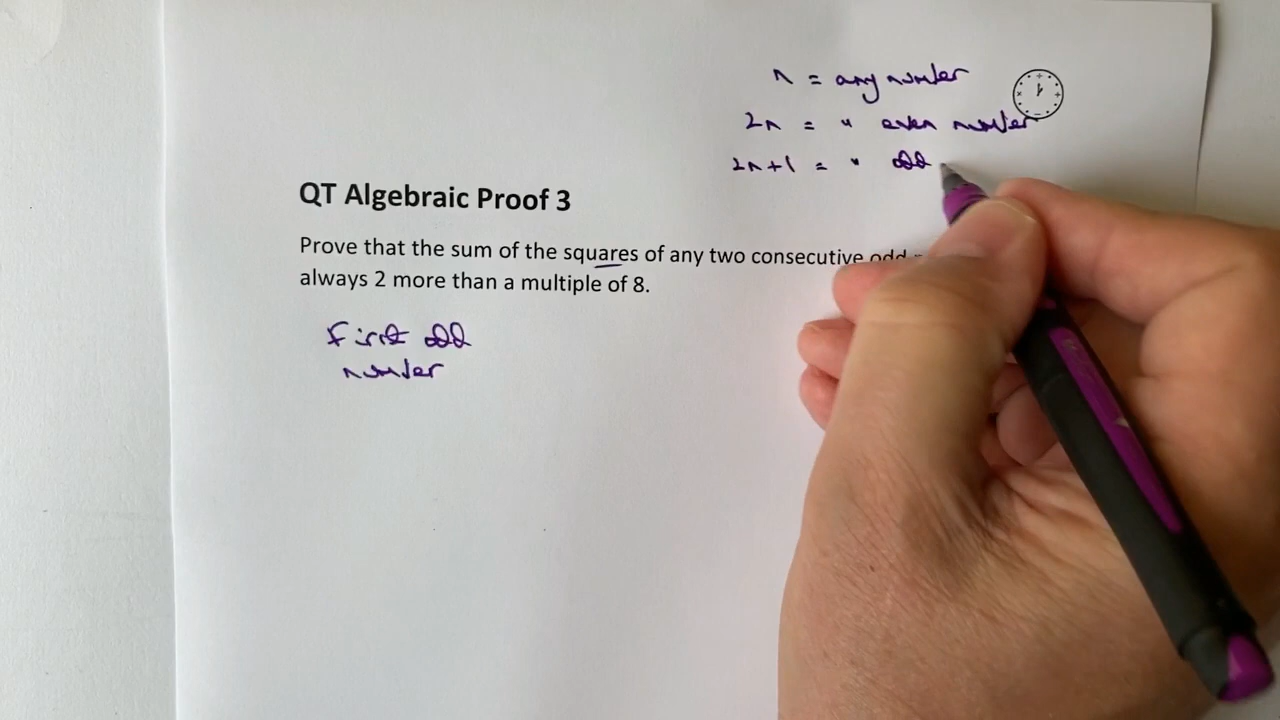 n = any number
2n = " even number
2n+1 = " odd
QT Algebraic Proof 3
Prove that the sum of the squares of any two consecutive odd
always 2 more than a multiple of 8.
first odd
number